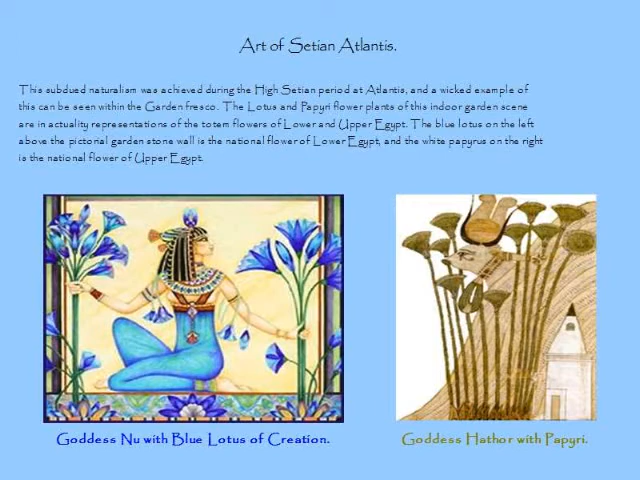 Art of Setian Atlantis.
This subdued naturalism was achieved during the High Setian period at Atlantis, and a wicked example of
this can be seen within the Garden fresco. The Lotus and Papyri flower plants of this indoor garden scene
are in actuality representations of the totem flowers of Lower and Upper Egypt. The blue lotus on the left
above the pictorial garden stone wall is the national flower of Lower Egypt, and the white papyrus on the right
is the national flower of Upper Egypt.
Goddess Nu with Blue Lotus of Creation.
Goddess Hathor with Papyri.